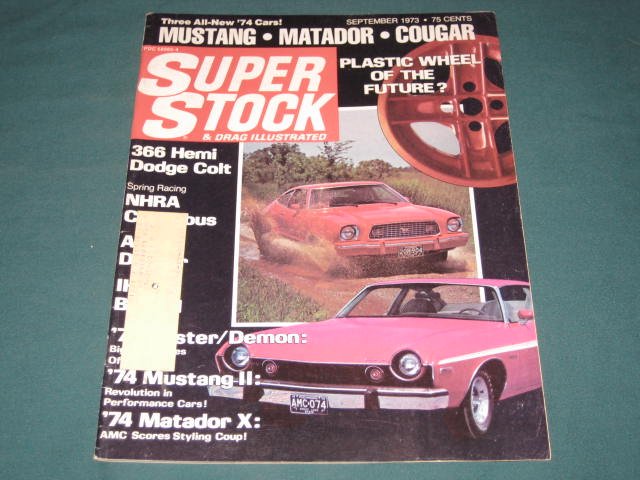 Three All-New '74 Cars!
SEPTEMBER 1973 • 75 CENTS
MUSTANG • MATADOR • COUGAR
SUPER
STOCK
& DRAG ILLUSTRATED
PLASTIC WHEEL
OF THE
FUTURE?
366 Hemi
Dodge Colt
Spring Racing
NHRA
ster/Demon:
'74 Mustang II:
Revolution in
Performance Cars!
'74 Matador X:
AMC Scores Styling Coup!
AMC•074